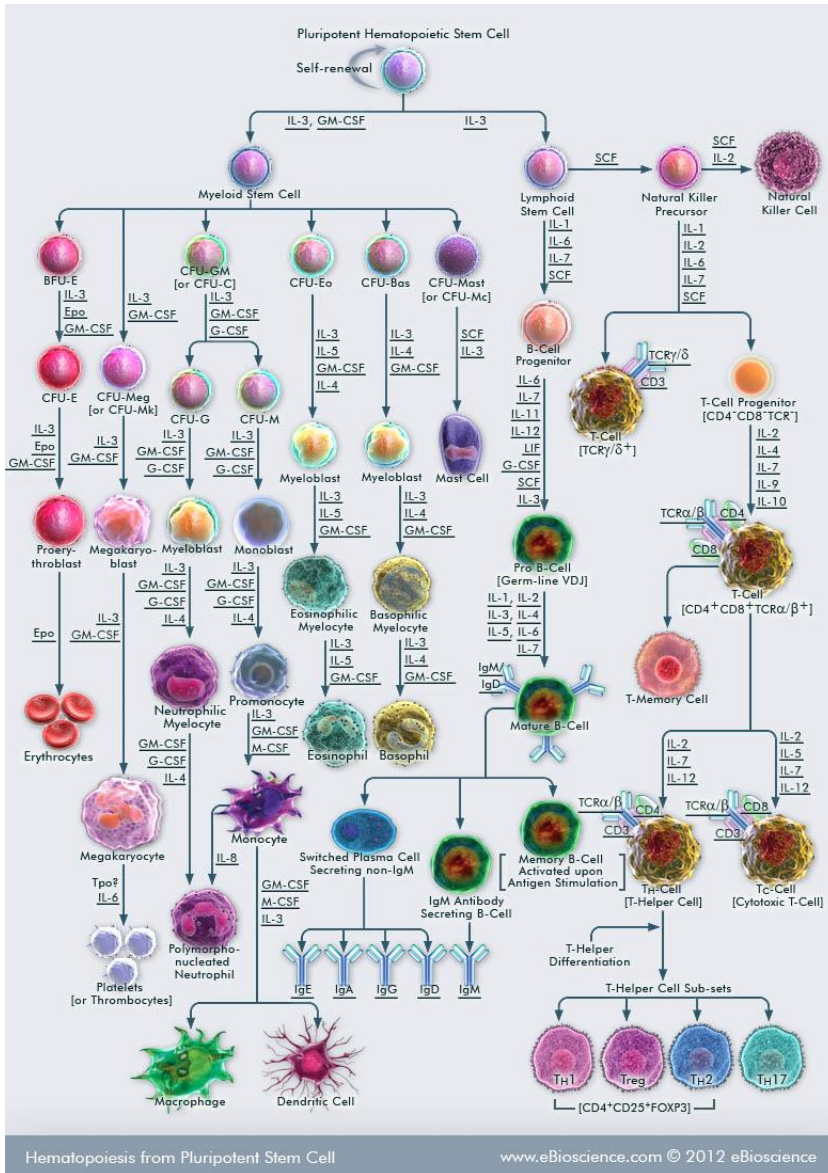 Pluripotent Hematopoietic Stem Cell
Self-renewal
IL-3, GM-CSF
IL-3
Myeloid Stem Cell
Lymphoid
Stem Cell
SCF
Natural Killer
Precursor
SCF
IL-2
Natural
Killer Cell
BFU-E
IL-3
Epo
GM-CSF
CFU-E
IL-3
Epo
GM-CSF
Proery-
throblast
Epo
Erythrocytes
IL-3
GM-CSF
CFU-Meg
[or CFU-Mk]
IL-3
GM-CSF
Megakaryo-
blast
IL-3
GM-CSF
Megakaryocyte
Tpo?
IL-6
Platelets
[or Thrombocytes]
CFU-GM
[or CFU-C]
IL-3
GM-CSF
G-CSF
CFU-G
IL-3
GM-CSF
G-CSF
Myeloblast
IL-3
GM-CSF
G-CSF
IL-4
Neutrophilic
Myelocyte
GM-CSF
G-CSF
IL-4
Polymorpho-
nucleated
Neutrophil
CFU-M
IL-3
GM-CSF
G-CSF
Monoblast
IL-3
GM-CSF
G-CSF
IL-4
Promonocyte
IL-3
GM-CSF
M-CSF
Monocyte
IL-8
GM-CSF
M-CSF
IL-3
Macrophage
Dendritic Cell
CFU-Eo
IL-3
IL-5
GM-CSF
IL-4
Myeloblast
IL-3
IL-5
GM-CSF
Eosinophilic
Myelocyte
IL-3
IL-5
GM-CSF
Eosinophil
CFU-Bas
IL-3
IL-4
GM-CSF
Myeloblast
IL-3
IL-4
GM-CSF
Basophilic
Myelocyte
IL-3
IL-4
GM-CSF
Basophil
CFU-Mast
[or CFU-Mc]
SCF
IL-3
Mast Cell
IL-1
IL-6
IL-7
SCF
B-Cell
Progenitor
IL-6
IL-7
IL-11
IL-12
LIF
G-CSF
SCF
IL-3
Pro B-Cell
[Germ-line VDJ]
IL-1, IL-2
IL-3, IL-4
IL-5, IL-6
IL-7
IgM/
IgD
Mature B-Cell
Switched Plasma Cell
Secreting non-IgM
IgM Antibody
Secreting B-Cell
Memory B-Cell
[Activated upon
Antigen Stimulation]
IgE
IgA
IgG
IgD
IgM
IL-1
IL-2
IL-6
IL-7
SCF
TCRγ/δ
CD3
T-Cell
[TCRγ/δ+]
T-Cell Progenitor
[CD4-CD8-TCR-]
IL-2
IL-4
IL-7
IL-9
IL-10
TCRα/β
CD4
CD8
T-Cell
[CD4+CD8+TCRα/β+]
T-Memory Cell
IL-2
IL-7
IL-12
IL-2
IL-5
IL-7
IL-12
TCRα/β
CD4
CD3
TH-Cell
[T-Helper Cell]
TCRα/β
CD8
CD3
TC-Cell
[Cytotoxic T-Cell]
T-Helper
Differentiation
T-Helper Cell Sub-sets
TH1
Treg
TH2
TH17
[CD4+CD25+FOXP3]
Hematopoiesis from Pluripotent Stem Cell
www.eBioscience.com © 2012 eBioscience